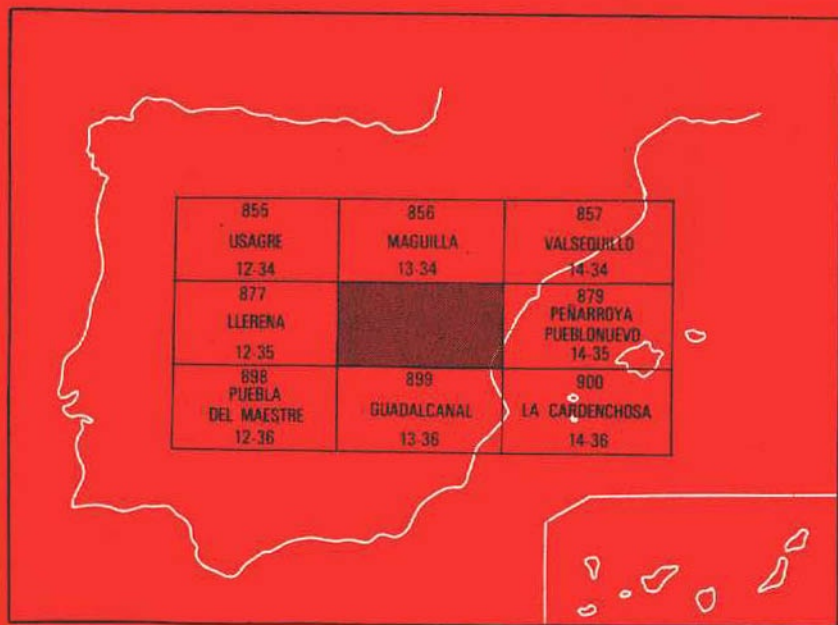 855
USAGRE
12-34
856
MAGUILLA
13-34
857
VALSEQUILLO
14-34
877
LLERENA
12-35
879
PEÑARROYA
PUEBLONUEVO
14-35
898
PUEBLA
DEL MAESTRE
12-36
899
GUADALCANAL
13-36
900
LA CARDENCHOSA
14-36